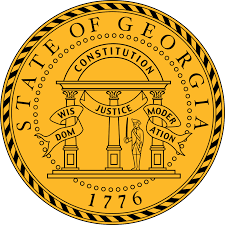 STATE OF GEORGIA
CONSTITUTION
WIS
DOM
JUSTICE
MODER
ATION
1776